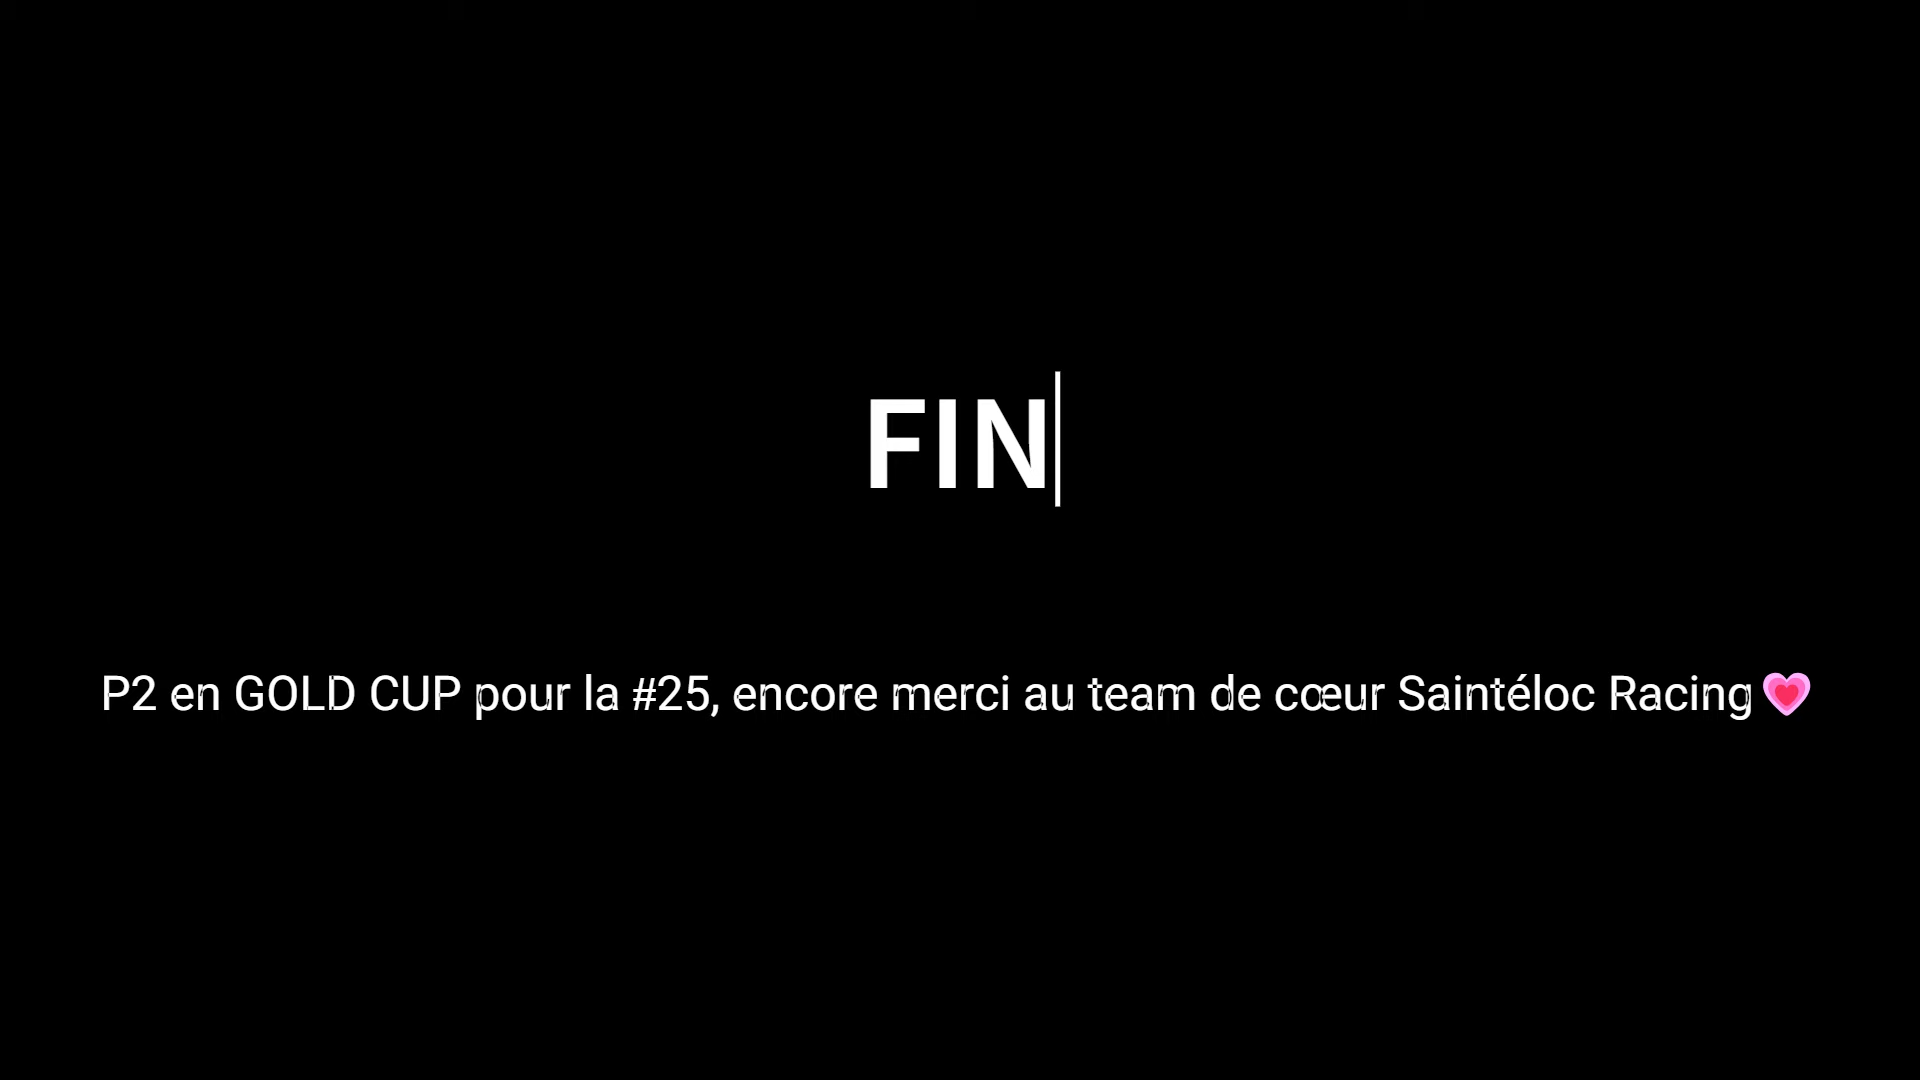 FIN
P2 en GOLD CUP pour la #25, encore merci au team de cœur Saintéloc Racing 💗